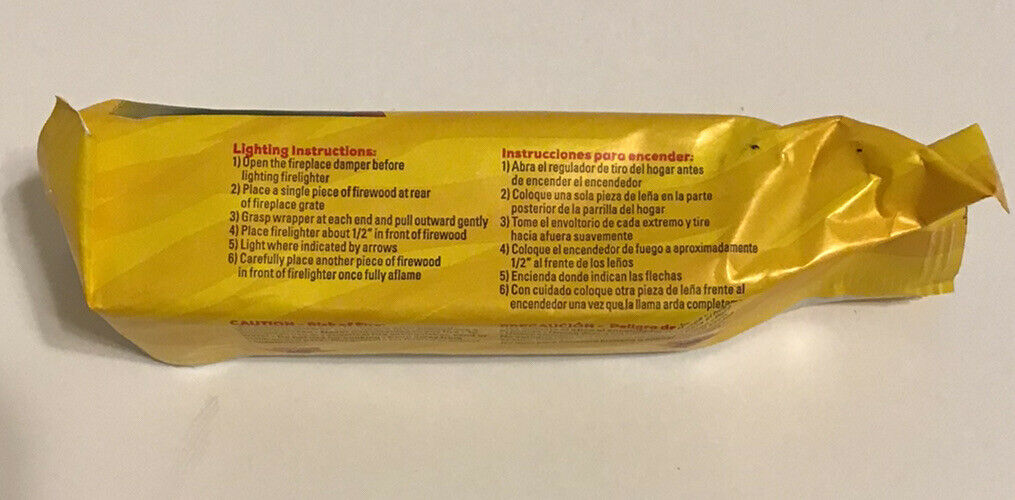 Lighting Instructions:
1) Open the fireplace damper before
lighting firelighter
2) Place a single piece of firewood at rear
of fireplace grate
3) Grasp wrapper at each end and pull outward gently
4) Place firelighter about 1/2" in front of firewood
5) Light where indicated by arrows
6) Carefully place another piece of firewood
in front of firelighter once fully aflame
Instrucciones para encender:
1) Abra el regulador de tiro del hogar antes
de encender el encendedor
2) Coloque una sola pieza de leña en la parte
posterior de la parrilla del hogar
3) Tome el envoltorio de cada extremo y tire
hacia afuera suavemente
4) Coloque el encendedor de fuego a aproximadamente
1/2" al frente de los leños
5) Encienda donde indican las flechas
6) Con cuidado coloque otra pieza de leña frente al
encendedor una vez que la llama arda
CAUTION - Risk of
PRECAUCIÓN - Peligro de